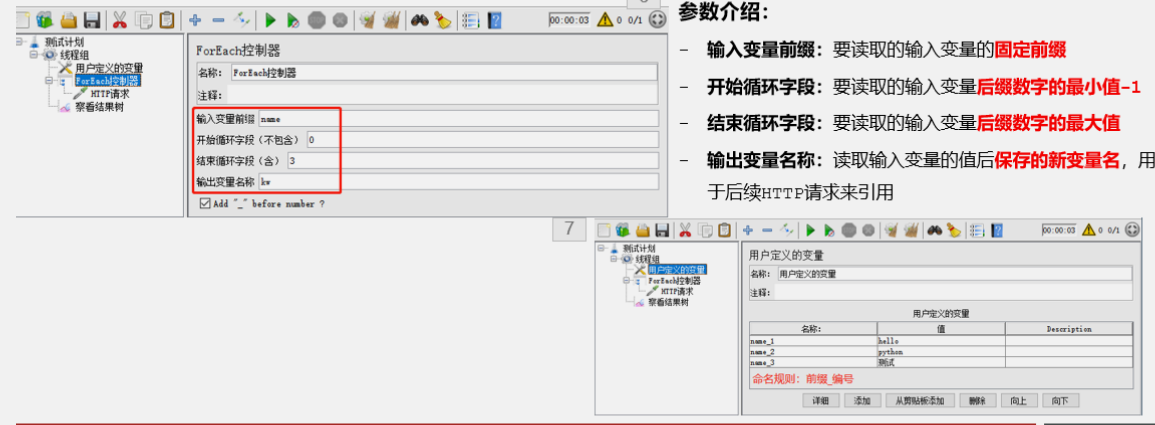 00:00:03 0 0/1
测试计划
线程组
用户定义的变量
ForEach控制器
HTTP请求
察看结果树
ForEach控制器
名称: ForEach控制器
注释:
输入变量前缀 name
开始循环字段(不包含) 0
结束循环字段(含) 3
输出变量名称 kw
Add "_" before number ?
参数介绍:
- 输入变量前缀:要读取的输入变量的固定前缀
- 开始循环字段:要读取的输入变量后缀数字的最小值-1
- 结束循环字段:要读取的输入变量后缀数字的最大值
- 输出变量名称:读取输入变量的值后保存的新变量名,用
于后续HTTP请求来引用
7
00:00:03 0 0/1
测试计划
线程组
用户定义的变量
ForEach控制器
HTTP请求
察看结果树
用户定义的变量
名称: 用户定义的变量
注释:
用户定义的变量
名称: 值 Description
name_1 hello
name_2 python
name_3 测试
命名规则:前缀_编号
详细 添加 从剪贴板添加 删除 向上 向下